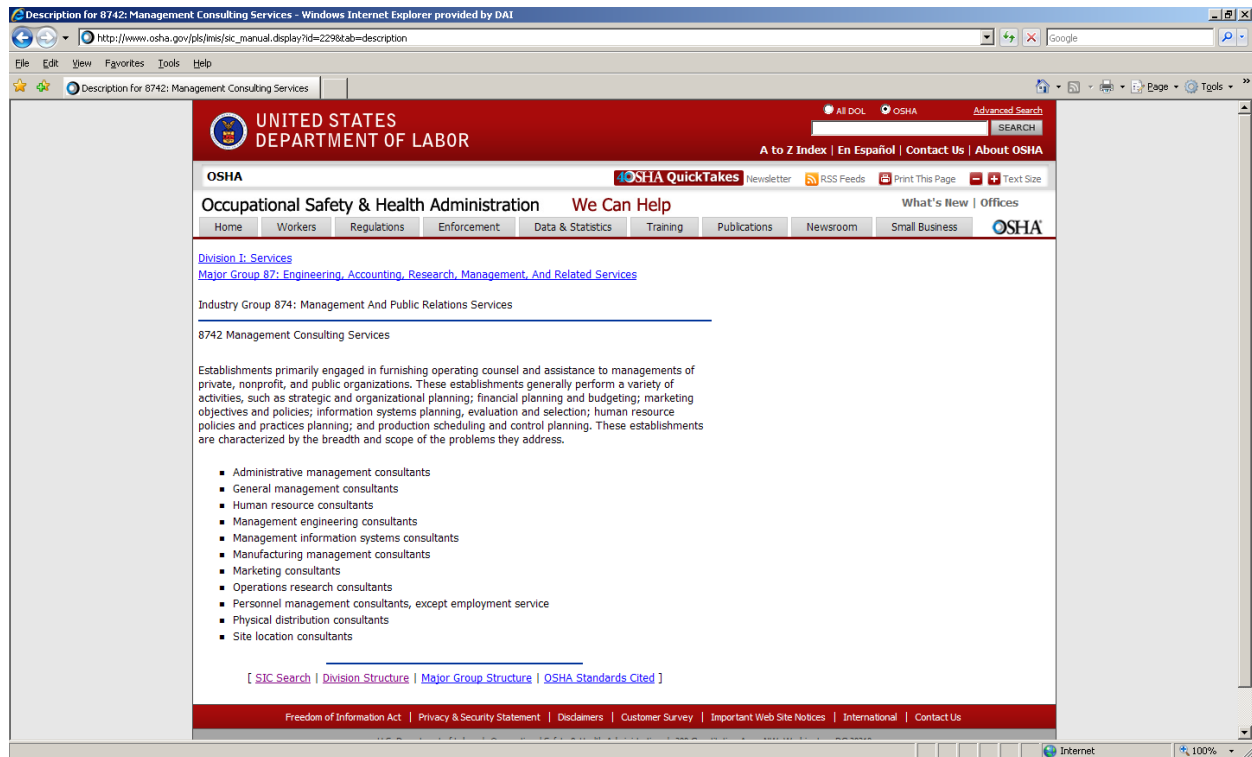 Description for 8742: Management Consulting Services - Windows Internet Explorer provided by DAI
http://www.osha.gov/pls/imis/sic_manual.display?id=229&tab=description
Google
File Edit View Favorites Tools Help
Description for 8742: Management Consulting Services
Page Tools
UNITED STATES
DEPARTMENT OF LABOR
All DOL OSHA Advanced Search
SEARCH
A to Z Index | En Español | Contact Us | About OSHA
OSHA
40 OSHA QuickTakes Newsletter RSS Feeds Print This Page Text Size
Occupational Safety & Health Administration We Can Help
What's New | Offices
Home Workers Regulations Enforcement Data & Statistics Training Publications Newsroom Small Business OSHA
Division I: Services
Major Group 87: Engineering, Accounting, Research, Management, And Related Services
Industry Group 874: Management And Public Relations Services
8742 Management Consulting Services
Establishments primarily engaged in furnishing operating counsel and assistance to managements of
private, nonprofit, and public organizations. These establishments generally perform a variety of
activities, such as strategic and organizational planning; financial planning and budgeting; marketing
objectives and policies; information systems planning, evaluation and selection; human resource
policies and practices planning; and production scheduling and control planning. These establishments
are characterized by the breadth and scope of the problems they address.
Administrative management consultants
General management consultants
Human resource consultants
Management engineering consultants
Management information systems consultants
Manufacturing management consultants
Marketing consultants
Operations research consultants
Personnel management consultants, except employment service
Physical distribution consultants
Site location consultants
[ SIC Search | Division Structure | Major Group Structure | OSHA Standards Cited ]
Freedom of Information Act | Privacy & Security Statement | Disclaimers | Customer Survey | Important Web Site Notices | International | Contact Us
Internet 100%